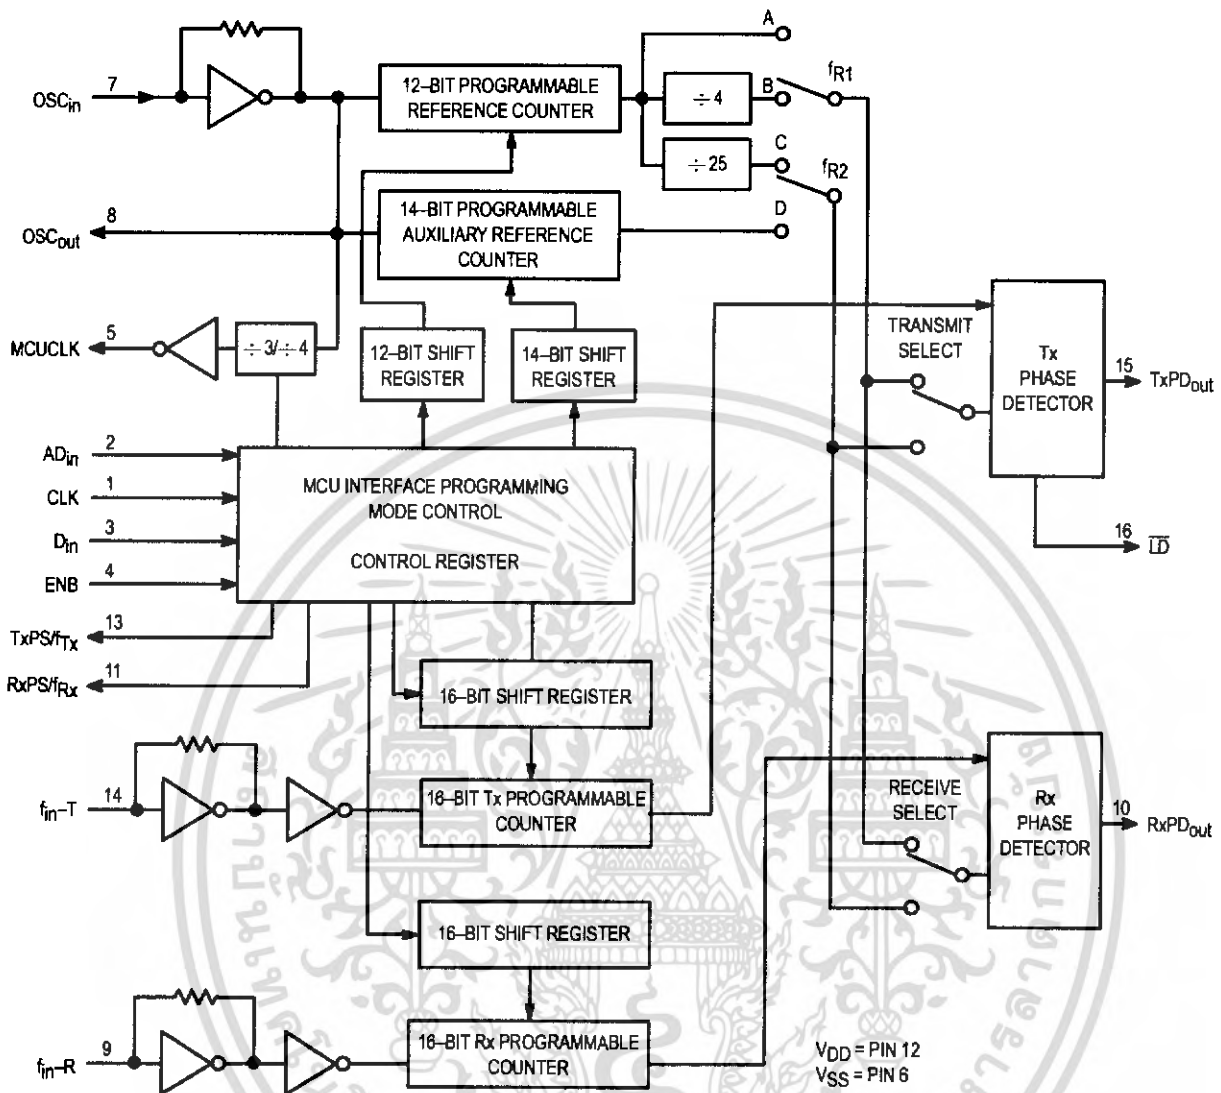 A
7
OSCin
12–BIT PROGRAMMABLE
REFERENCE COUNTER
÷ 4
B
fR1
÷ 25
C
fR2
8
OSCout
14–BIT PROGRAMMABLE
AUXILIARY REFERENCE
COUNTER
D
5
MCUCLK
÷ 3/÷ 4
12–BIT SHIFT
REGISTER
14–BIT SHIFT
REGISTER
TRANSMIT
SELECT
Tx
PHASE
DETECTOR
15
TxPDout
16
LD
2
ADin
1
CLK
3
Din
4
ENB
MCU INTERFACE PROGRAMMING
MODE CONTROL
CONTROL REGISTER
13
TxPS/fTx
11
RxPS/fRx
16–BIT SHIFT REGISTER
14
fin–T
16–BIT Tx PROGRAMMABLE
COUNTER
RECEIVE
SELECT
Rx
PHASE
DETECTOR
10
RxPDout
16–BIT SHIFT REGISTER
9
fin–R
16–BIT Rx PROGRAMMABLE
COUNTER
VDD = PIN 12
VSS = PIN 6